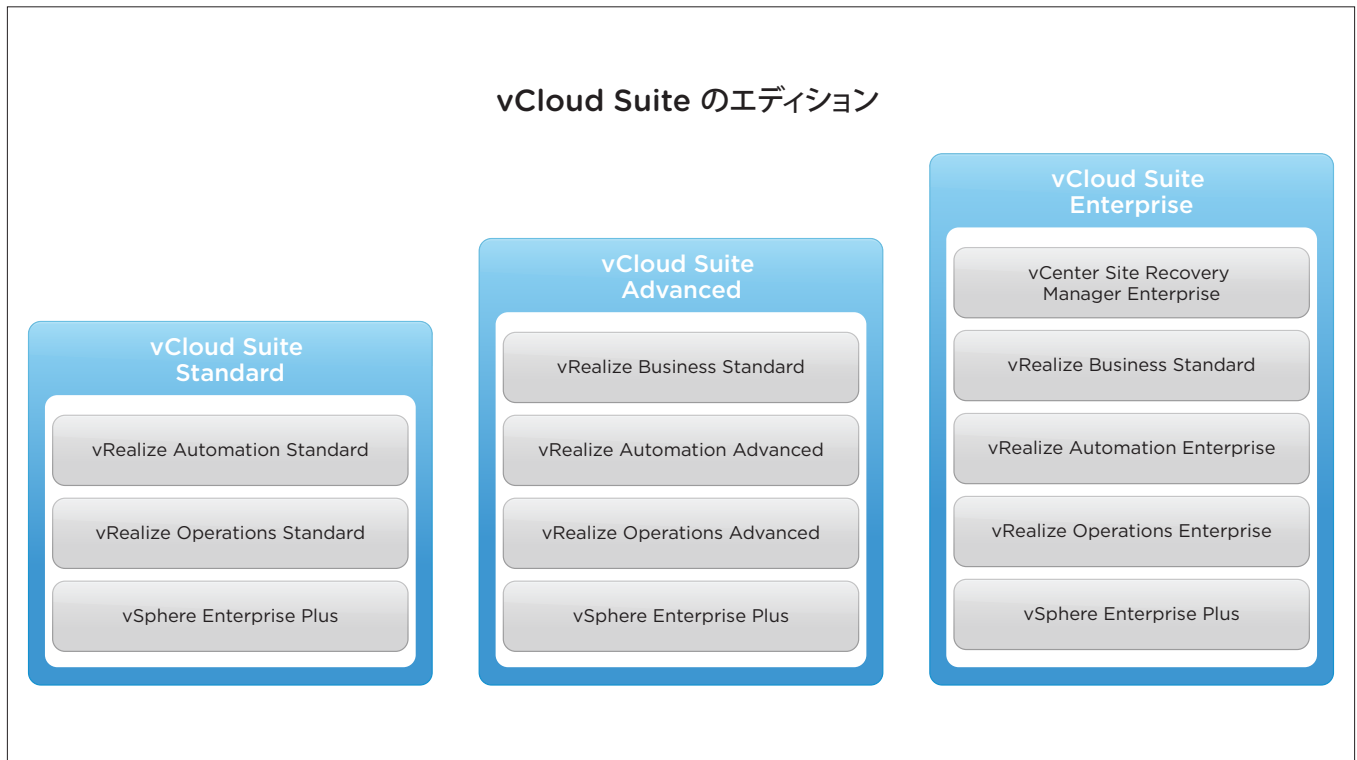 vCloud Suite のエディション
vCloud Suite
Standard
vRealize Automation Standard
vRealize Operations Standard
vSphere Enterprise Plus
vCloud Suite
Advanced
vRealize Business Standard
vRealize Automation Advanced
vRealize Operations Advanced
vSphere Enterprise Plus
vCloud Suite
Enterprise
vCenter Site Recovery
Manager Enterprise
vRealize Business Standard
vRealize Automation Enterprise
vRealize Operations Enterprise
vSphere Enterprise Plus